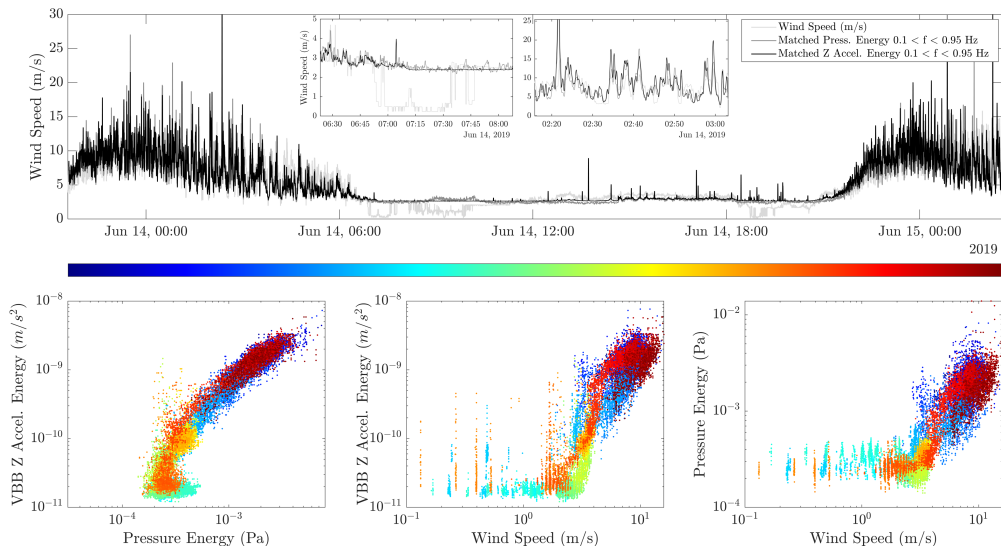 Wind Speed (m/s)
30
25
20
15
10
5
0
Jun 14, 00:00
Jun 14, 06:00
Jun 14, 12:00
Jun 14, 18:00
Jun 15, 00:00
2019
Wind Speed (m/s)
5
4
3
2
1
0
06:30
06:45
07:00
07:15
07:30
07:45
08:00
Jun 14, 2019
25
20
15
10
5
0
02:20
02:30
02:40
02:50
03:00
Jun 14, 2019
Wind Speed (m/s)
Matched Press. Energy 0.1 < f < 0.95 Hz
Matched Z Accel. Energy 0.1 < f < 0.95 Hz
VBB Z Accel. Energy (m/s²)
10⁻⁸
10⁻⁹
10⁻¹⁰
10⁻¹¹
10⁻⁴
10⁻³
Pressure Energy (Pa)
VBB Z Accel. Energy (m/s²)
10⁻⁸
10⁻⁹
10⁻¹⁰
10⁻¹¹
10⁻¹
10⁰
10¹
Wind Speed (m/s)
Pressure Energy (Pa)
10⁻²
10⁻³
10⁻⁴
10⁻¹
10⁰
10¹
Wind Speed (m/s)